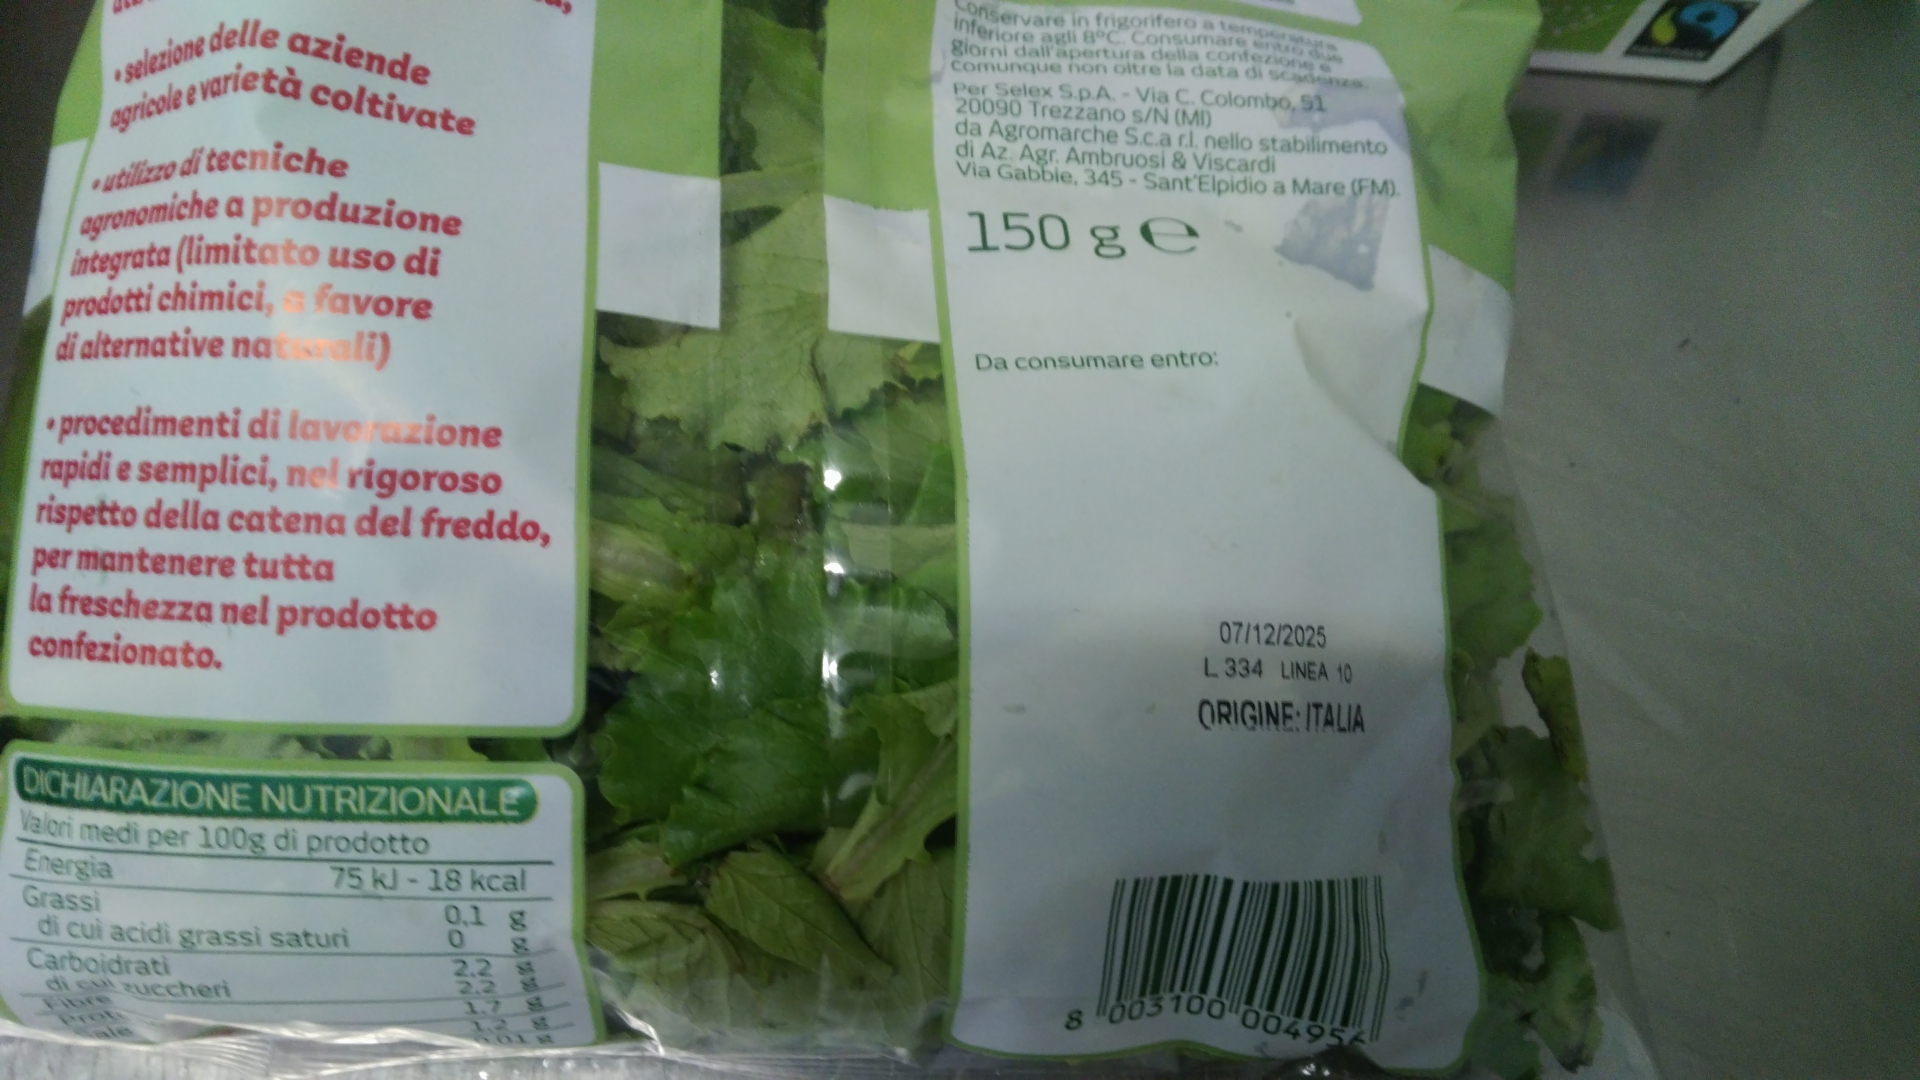 • selezione delle aziende
agricole e varietà coltivate
• utilizzo di tecniche
agronomiche a produzione
integrata (limitato uso di
prodotti chimici, a favore
di alternative naturali)
• procedimenti di lavorazione
rapidi e semplici, nel rigoroso
rispetto della catena del freddo,
per mantenere tutta
la freschezza nel prodotto
confezionato.
DICHIARAZIONE NUTRIZIONALE
Valori medi per 100g di prodotto
Energia 75 kJ - 18 kcal
Grassi 0,1 g
di cui acidi grassi saturi 0 g
Carboidrati 2,2 g
di cui zuccheri 2,2 g
Fibre 1,7 g
1,2 g
0,01 g
Conservare in frigorifero a temperatura
inferiore agli 8°C. Consumare entro due
giorni dall'apertura della confezione e
comunque non oltre la data di scadenza.
Per Selex S.p.A. - Via C. Colombo, 51
20090 Trezzano s/N (MI)
da Agromarche S.c.a r.l. nello stabilimento
di Az. Agr. Ambruosi & Viscardi
Via Gabbie, 345 - Sant'Elpidio a Mare (FM).
150 g e
Da consumare entro:
07/12/2025
L 334 LINEA 10
ORIGINE: ITALIA
8 003100 00495